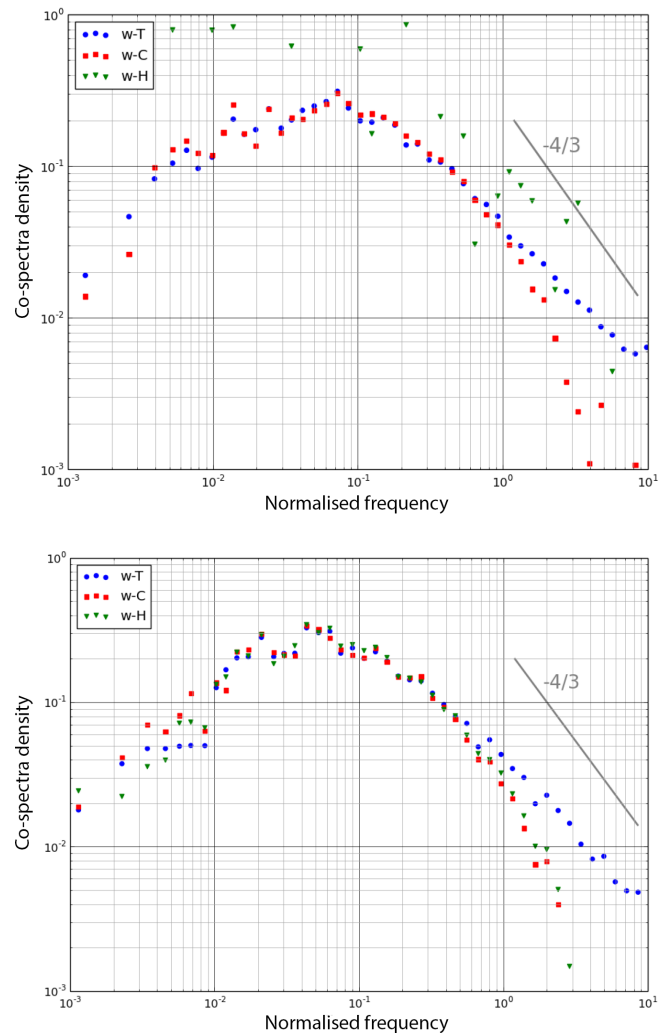 10⁰
w-T
w-C
w-H
-4/3
10⁻¹
Co-spectra density
10⁻²
10⁻³
10⁻³ 10⁻² 10⁻¹ 10⁰ 10¹
Normalised frequency
10⁰
w-T
w-C
w-H
-4/3
10⁻¹
Co-spectra density
10⁻²
10⁻³
10⁻³ 10⁻² 10⁻¹ 10⁰ 10¹
Normalised frequency